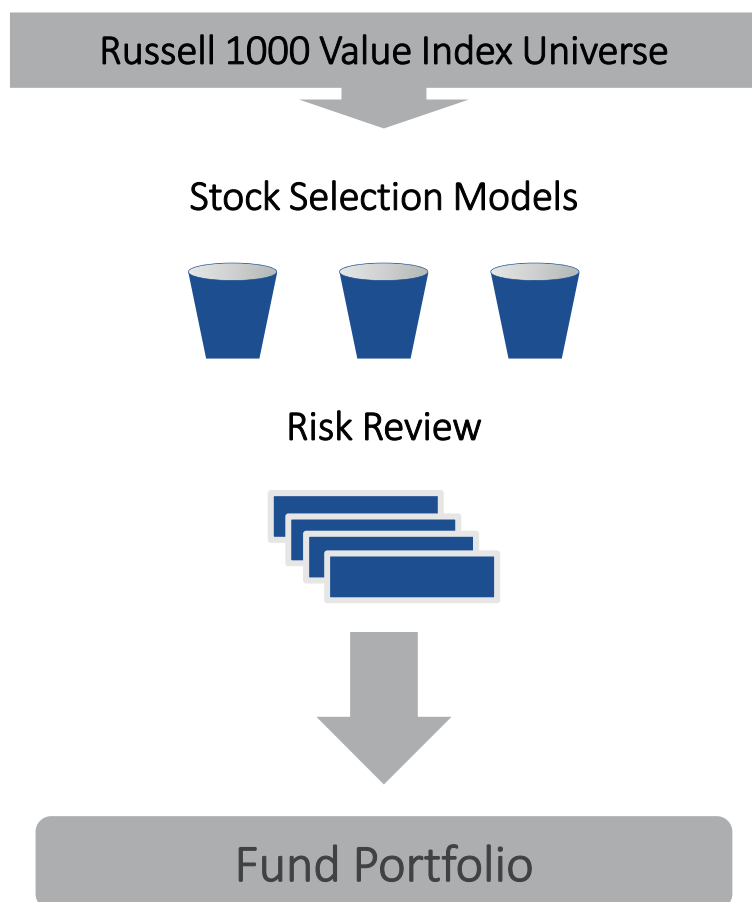 Russell 1000 Value Index Universe
Stock Selection Models
Risk Review
Fund Portfolio